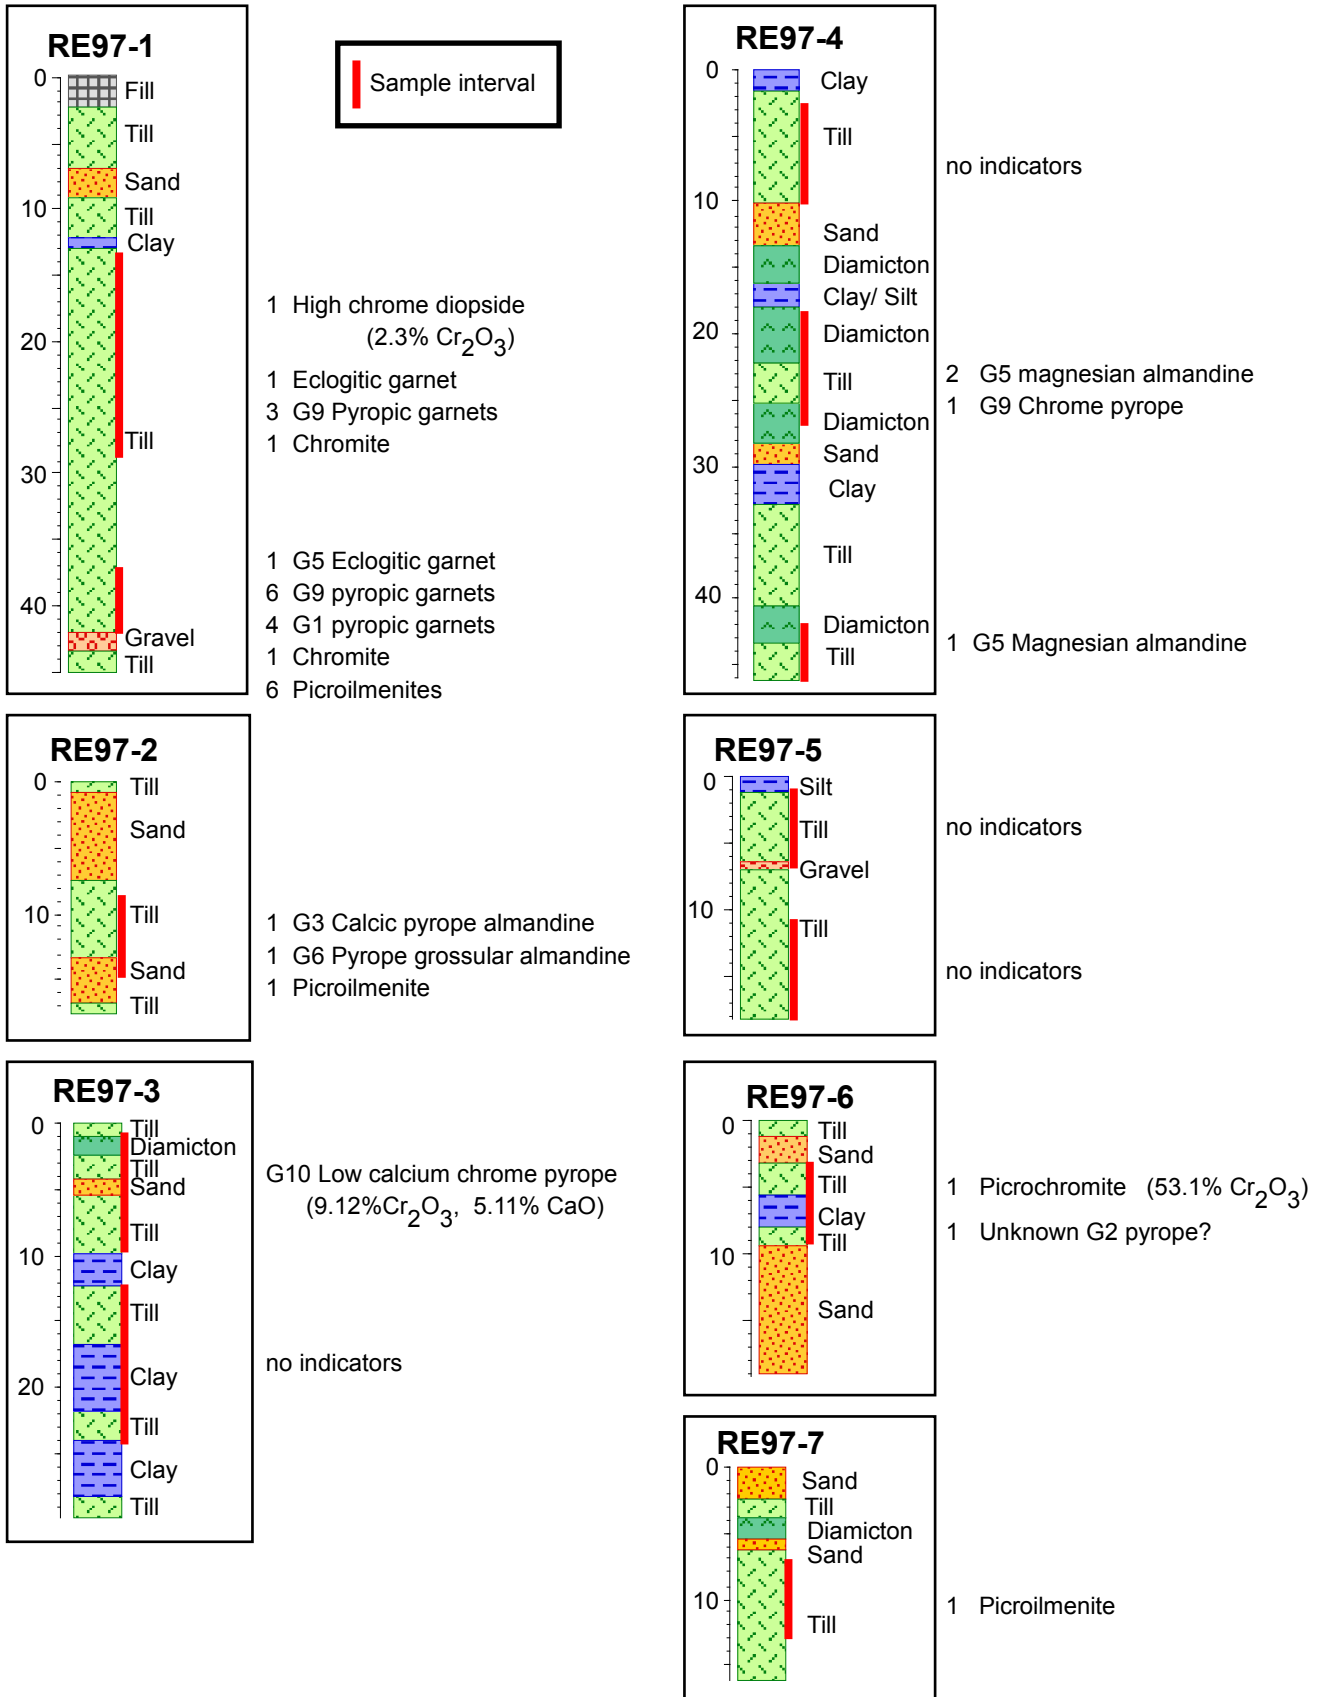 RE97-1
0
10
20
30
40
Fill
Till
Sand
Till
Clay
Till
Gravel
Till
Sample interval
1 High chrome diopside
(2.3% Cr2O3)
1 Eclogitic garnet
3 G9 Pyropic garnets
1 Chromite
1 G5 Eclogitic garnet
6 G9 pyropic garnets
4 G1 pyropic garnets
1 Chromite
6 Picroilmenites
RE97-2
0
10
Till
Sand
Till
Sand
Till
1 G3 Calcic pyrope almandine
1 G6 Pyrope grossular almandine
1 Picroilmenite
RE97-3
0
10
20
Till
Diamicton
Till
Sand
Till
Clay
Till
Clay
Till
Clay
Till
G10 Low calcium chrome pyrope
(9.12%Cr2O3, 5.11% CaO)
no indicators
RE97-4
0
10
20
30
40
Clay
Till
Sand
Diamicton
Clay/ Silt
Diamicton
Till
Diamicton
Sand
Clay
Till
Diamicton
Till
no indicators
2 G5 magnesian almandine
1 G9 Chrome pyrope
1 G5 Magnesian almandine
RE97-5
0
10
Silt
Till
Gravel
Till
no indicators
no indicators
RE97-6
0
10
Till
Sand
Till
Clay
Till
Sand
1 Picrochromite (53.1% Cr2O3)
1 Unknown G2 pyrope?
RE97-7
0
10
Sand
Till
Diamicton
Sand
Till
1 Picroilmenite